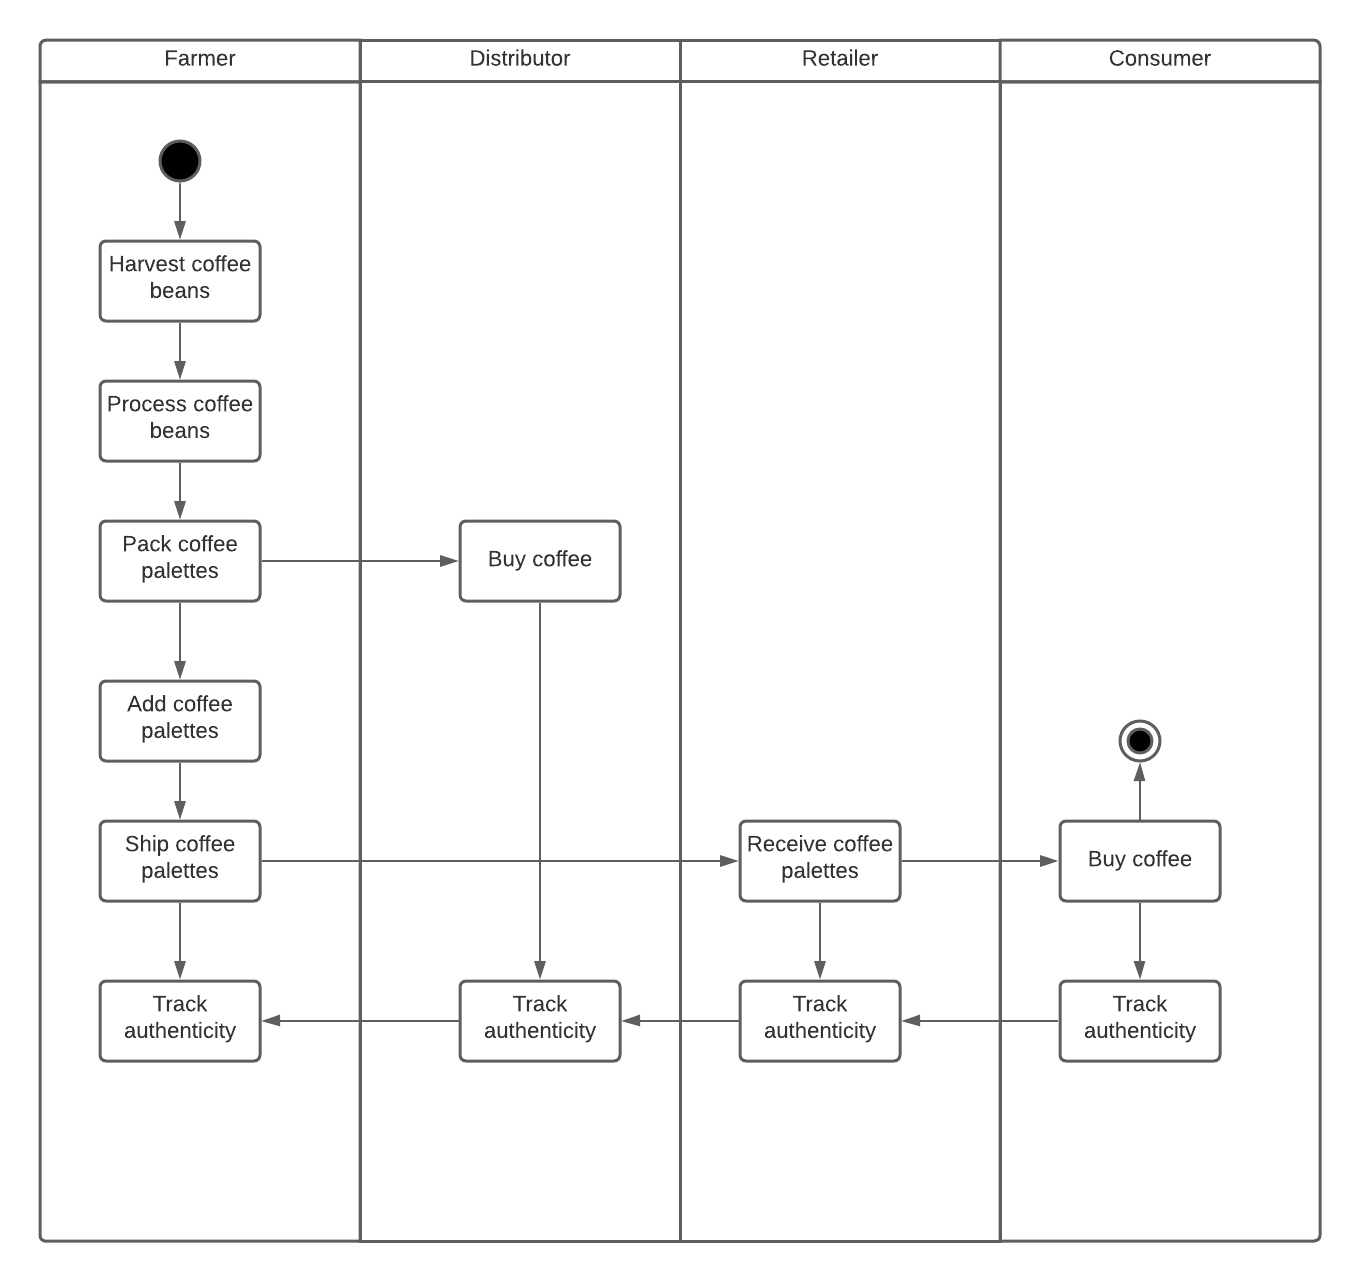 Farmer
Distributor
Retailer
Consumer
Harvest coffee
beans
Process coffee
beans
Pack coffee
palettes
Buy coffee
Add coffee
palettes
Ship coffee
palettes
Receive coffee
palettes
Buy coffee
Track
authenticity
Track
authenticity
Track
authenticity
Track
authenticity